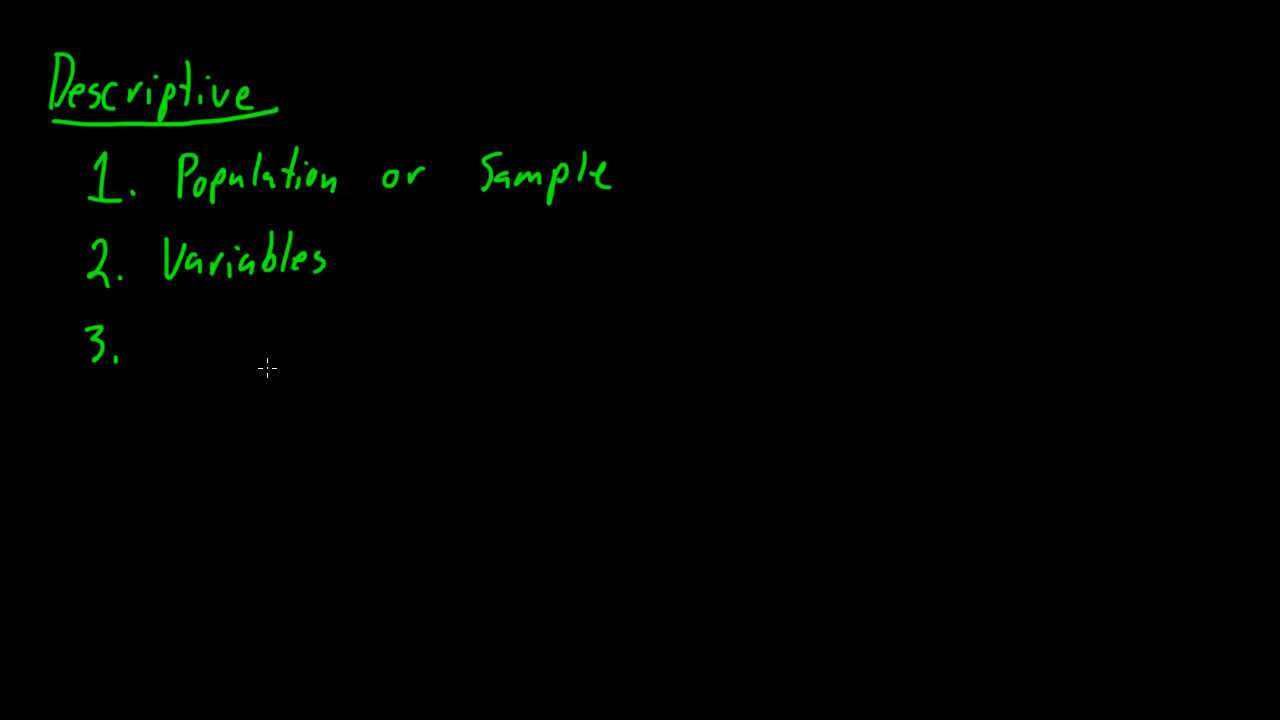 Descriptive
1. Population or Sample
2. Variables
3.